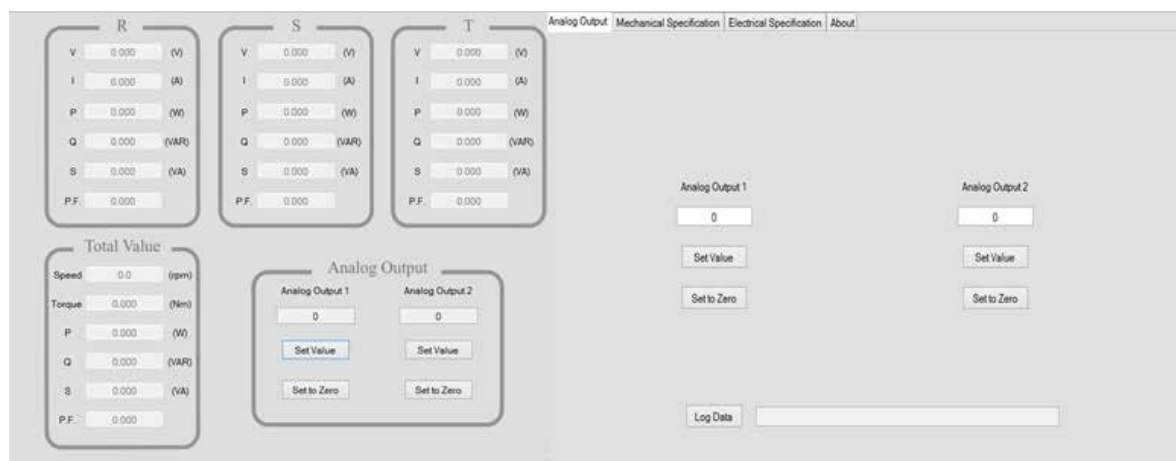 R S T
V 0.000 (V) V 0.000 (V) V 0.000 (V)
I 0.000 (A) I 0.000 (A) I 0.000 (A)
P 0.000 (W) P 0.000 (W) P 0.000 (W)
Q 0.000 (VAR) Q 0.000 (VAR) Q 0.000 (VAR)
S 0.000 (VA) S 0.000 (VA) S 0.000 (VA)
P.F. 0.000 P.F. 0.000 P.F. 0.000
Total Value
Speed 0.0 (rpm)
Torque 0.000 (Nm)
P 0.000 (W)
Q 0.000 (VAR)
S 0.000 (VA)
P.F. 0.000
Analog Output
Analog Output 1 Analog Output 2
0 0
Set Value Set Value
Set to Zero Set to Zero
Analog Output Mechanical Specification Electrical Specification About
Analog Output 1 Analog Output 2
0 0
Set Value Set Value
Set to Zero Set to Zero
Log Data